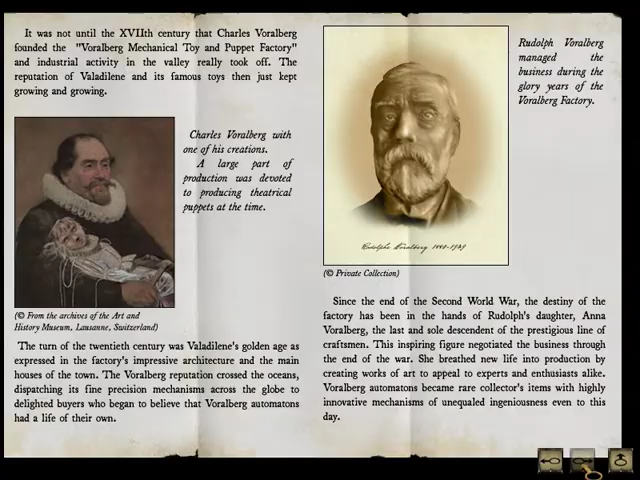 It was not until the XVIIth century that Charles Voralberg
founded the "Voralberg Mechanical Toy and Puppet Factory"
and industrial activity in the valley really took off. The
reputation of Valadilene and its famous toys then just kept
growing and growing.
Charles Voralberg with
one of his creations.
A large part of
production was devoted
to producing theatrical
puppets at the time.
(© From the archives of the Art and
History Museum, Lausanne, Switzerland)
The turn of the twentieth century was Valadilene's golden age as
expressed in the factory's impressive architecture and the main
houses of the town. The Voralberg reputation crossed the oceans,
dispatching its fine precision mechanisms across the globe to
delighted buyers who began to believe that Voralberg automatons
had a life of their own.
Rudolph Voralberg
managed the
business during the
glory years of the
Voralberg Factory.
(© Private Collection)
Since the end of the Second World War, the destiny of the
factory has been in the hands of Rudolph's daughter, Anna
Voralberg, the last and sole descendent of the prestigious line of
craftsmen. This inspiring figure negotiated the business through
the end of the war. She breathed new life into production by
creating works of art to appeal to experts and enthusiasts alike.
Voralberg automatons became rare collector's items with highly
innovative mechanisms of unequaled ingeniousness even to this
day.